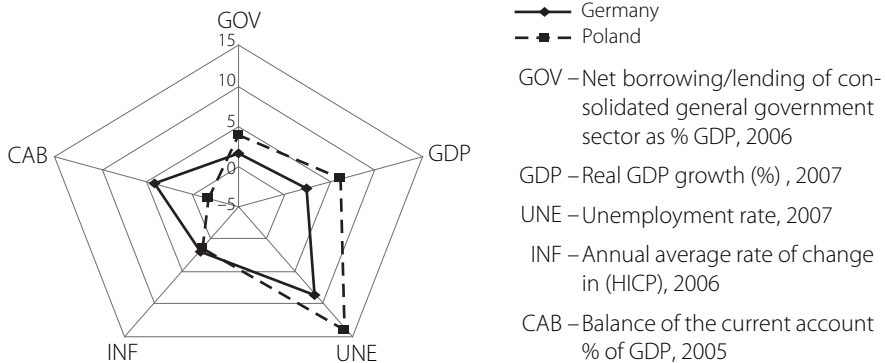 GOV
15
10
5
0
−5
CAB
GDP
INF
UNE
Germany
Poland
GOV – Net borrowing/lending of con-
solidated general government
sector as % GDP, 2006
GDP – Real GDP growth (%) , 2007
UNE – Unemployment rate, 2007
INF – Annual average rate of change
in (HICP), 2006
CAB – Balance of the current account
% of GDP, 2005